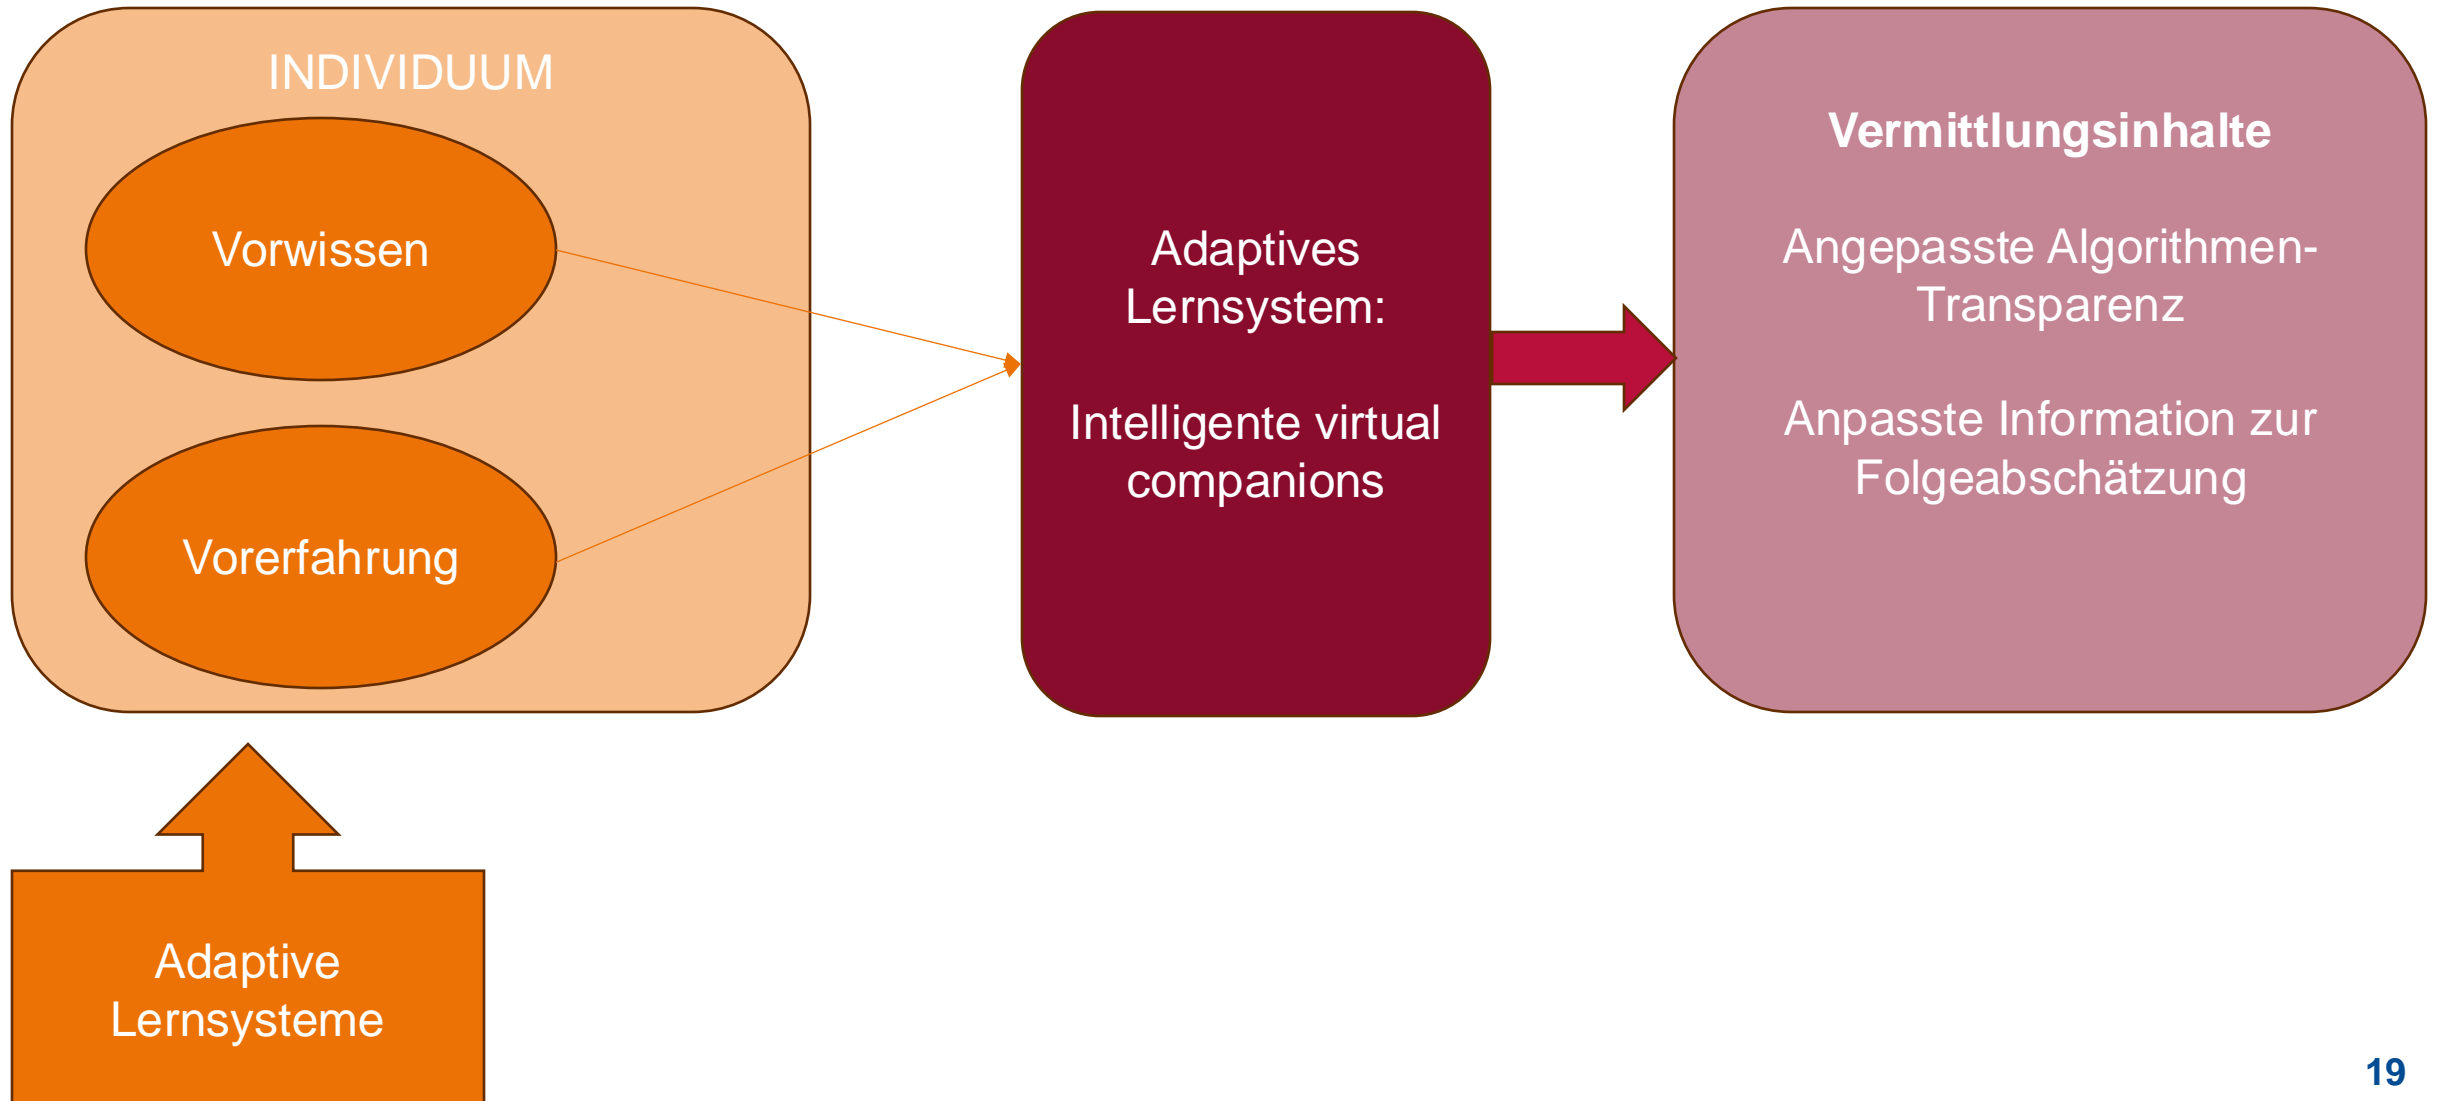 INDIVIDUUM
Vorwissen
Vorerfahrung
Adaptive
Lernsysteme
Adaptives
Lernsystem:
Intelligente virtual
companions
Vermittlungsinhalte
Angepasste Algorithmen-
Transparenz
Anpasste Information zur
Folgeabschätzung
19